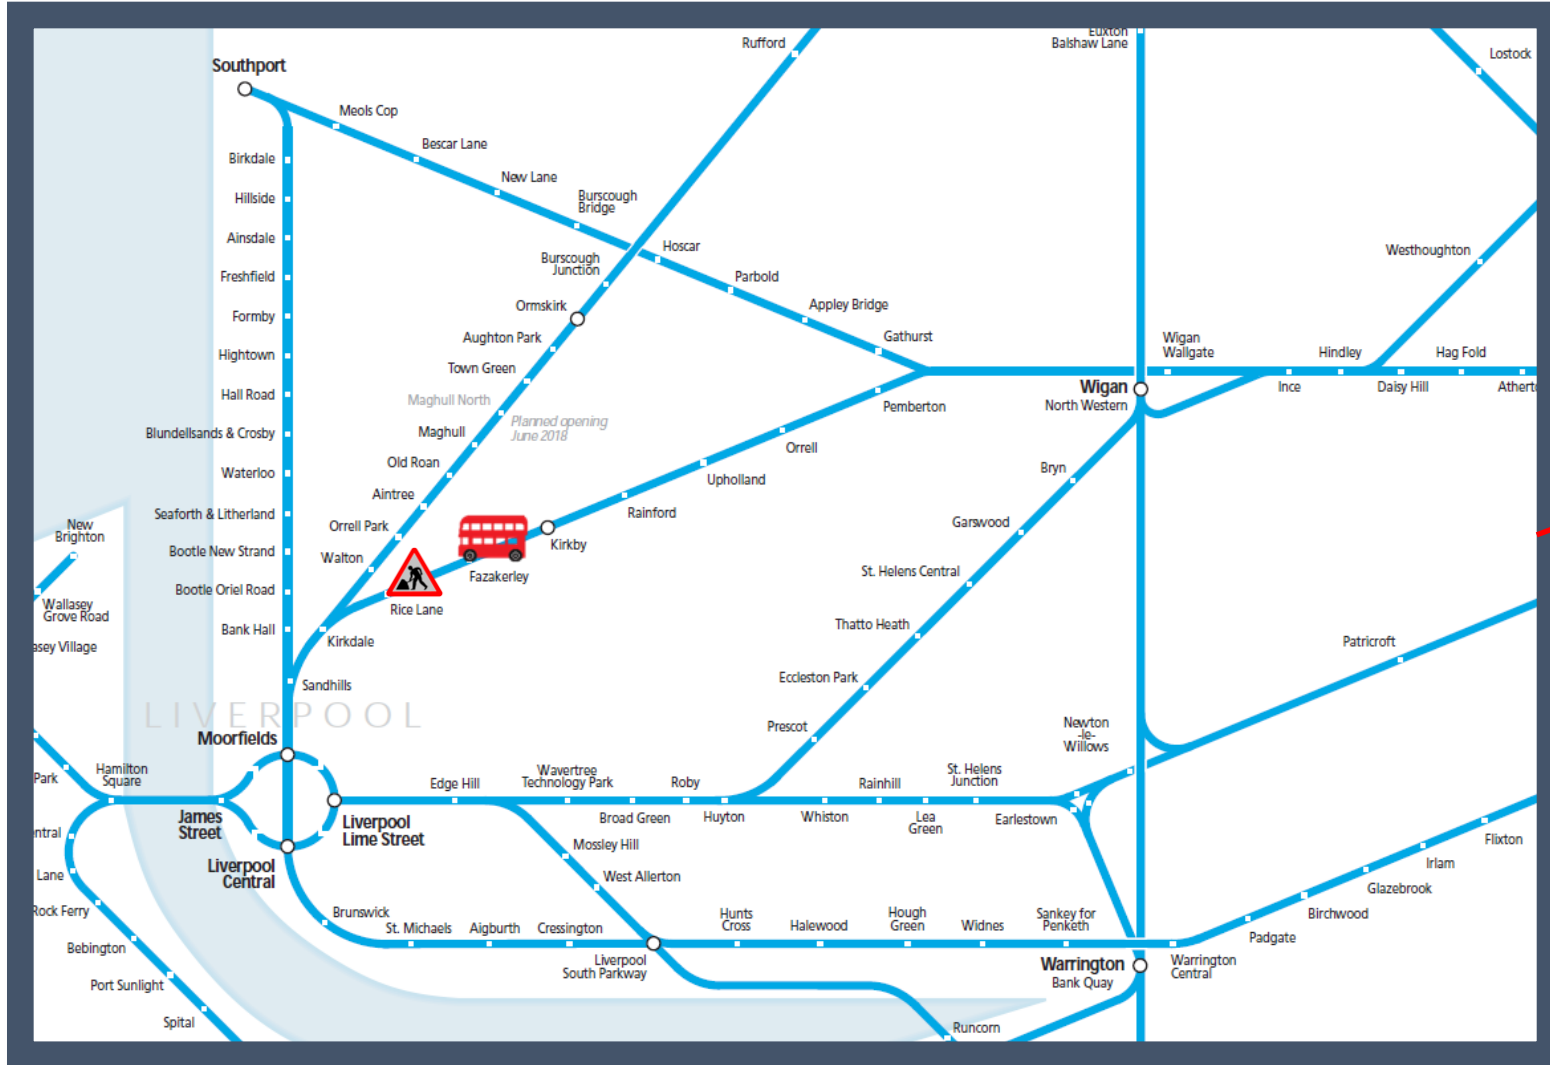 Euxton
Balshaw Lane
Rufford
Lostock
Southport
Meols Cop
Bescar Lane
New Lane
Burscough
Bridge
Birkdale
Hillside
Ainsdale
Freshfield
Formby
Hightown
Hall Road
Blundellsands & Crosby
Waterloo
Seaforth & Litherland
Bootle New Strand
Bootle Oriel Road
Bank Hall
Hoscar
Parbold
Appley Bridge
Gathurst
Westhoughton
Burscough
Junction
Ormskirk
Aughton Park
Town Green
Maghull North
Planned opening
June 2018
Maghull
Old Roan
Aintree
Orrell Park
Walton
Wigan
Wallgate
Hindley
Hag Fold
Ince
Daisy Hill
Athert
Wigan
North Western
Pemberton
Orrell
Upholland
Rainford
Kirkby
Fazakerley
Rice Lane
Kirkdale
Sandhills
Bryn
Garswood
St. Helens Central
Thatto Heath
Eccleston Park
Prescot
Patricroft
New
Brighton
Wallasey
Grove Road
asey Village
LIVERPOOL
Moorfields
Newton
-le-
Willows
Park
Hamilton
Square
James
Street
Liverpool
Lime Street
Liverpool
Central
Edge Hill
Wavertree
Technology Park
Broad Green
Roby
Huyton
Whiston
Rainhill
Lea
Green
St. Helens
Junction
Earlestown
ntral
Lane
Rock Ferry
Bebington
Port Sunlight
Spital
Mossley Hill
West Allerton
Flixton
Irlam
Glazebrook
Birchwood
Padgate
Brunswick
St. Michaels
Aigburth
Cressington
Liverpool
South Parkway
Hunts
Cross
Halewood
Hough
Green
Widnes
Sankey for
Penketh
Warrington
Bank Quay
Warrington
Central
Runcorn